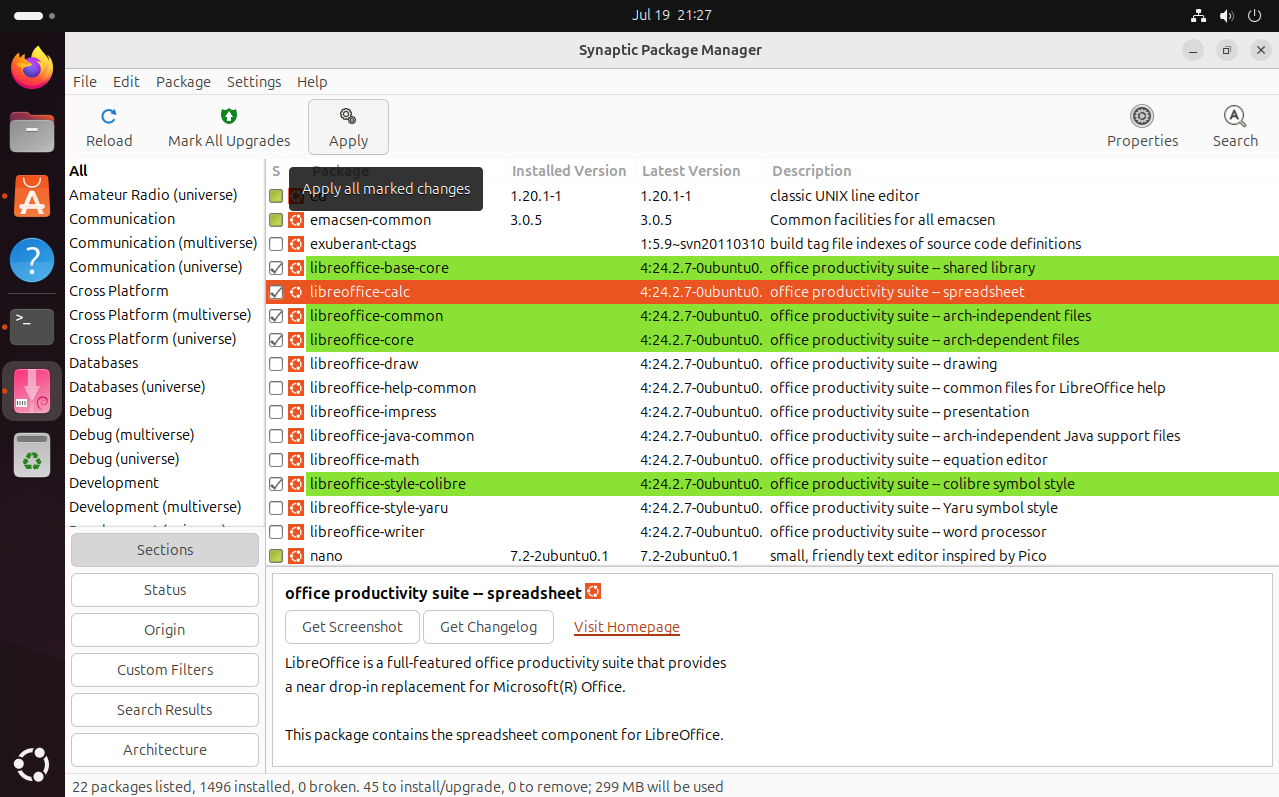 Jul 19 21:27
Synaptic Package Manager
File Edit Package Settings Help
Reload Mark All Upgrades Apply Properties Search
S Package Installed Version Latest Version Description
Apply all marked changes
All
Amateur Radio (universe)
Communication
Communication (multiverse)
Communication (universe)
Cross Platform
Cross Platform (multiverse)
Cross Platform (universe)
Databases
Databases (universe)
Debug
Debug (multiverse)
Debug (universe)
Development
Development (multiverse)
1.20.1-1 1.20.1-1 classic UNIX line editor
emacsen-common 3.0.5 3.0.5 Common facilities for all emacsen
exuberant-ctags 1:5.9~svn20110310 build tag file indexes of source code definitions
libreoffice-base-core 4:24.2.7-0ubuntu0. office productivity suite -- shared library
libreoffice-calc 4:24.2.7-0ubuntu0. office productivity suite -- spreadsheet
libreoffice-common 4:24.2.7-0ubuntu0. office productivity suite -- arch-independent files
libreoffice-core 4:24.2.7-0ubuntu0. office productivity suite -- arch-dependent files
libreoffice-draw 4:24.2.7-0ubuntu0. office productivity suite -- drawing
libreoffice-help-common 4:24.2.7-0ubuntu0. office productivity suite -- common files for LibreOffice help
libreoffice-impress 4:24.2.7-0ubuntu0. office productivity suite -- presentation
libreoffice-java-common 4:24.2.7-0ubuntu0. office productivity suite -- arch-independent Java support files
libreoffice-math 4:24.2.7-0ubuntu0. office productivity suite -- equation editor
libreoffice-style-colibre 4:24.2.7-0ubuntu0. office productivity suite -- colibre symbol style
libreoffice-style-yaru 4:24.2.7-0ubuntu0. office productivity suite -- Yaru symbol style
libreoffice-writer 4:24.2.7-0ubuntu0. office productivity suite -- word processor
nano 7.2-2ubuntu0.1 7.2-2ubuntu0.1 small, friendly text editor inspired by Pico
Sections
Status
Origin
Custom Filters
Search Results
Architecture
office productivity suite -- spreadsheet
Get Screenshot Get Changelog Visit Homepage
LibreOffice is a full-featured office productivity suite that provides
a near drop-in replacement for Microsoft(R) Office.
This package contains the spreadsheet component for LibreOffice.
22 packages listed, 1496 installed, 0 broken. 45 to install/upgrade, 0 to remove; 299 MB will be used